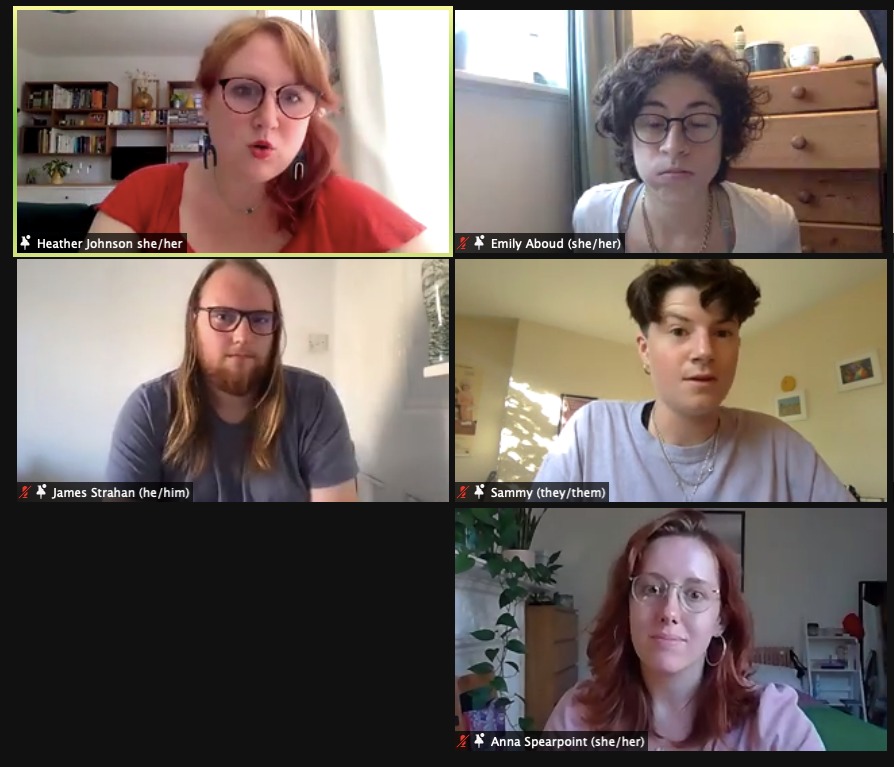 Heather Johnson she/her
Emily Aboud (she/her)
James Strahan (he/him)
Sammy (they/them)
Anna Spearpoint (she/her)